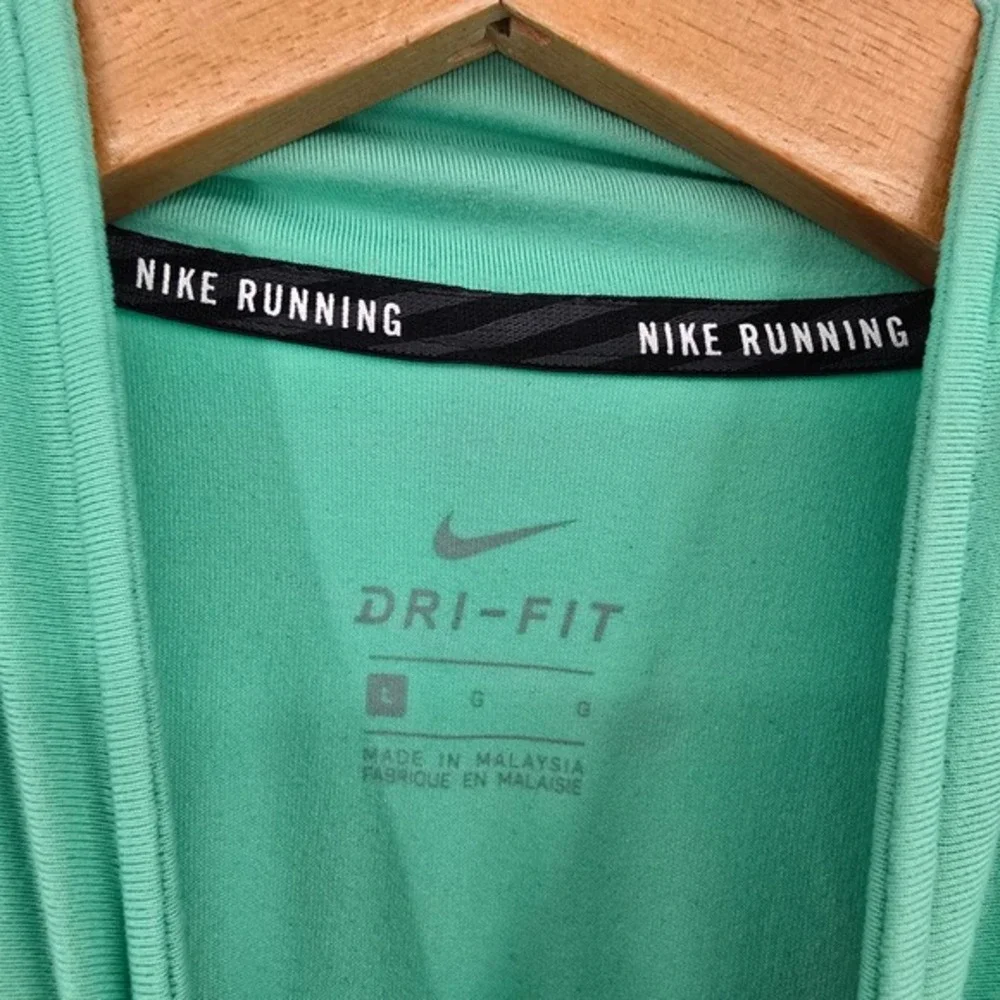 NIKE RUNNING NIKE RUNNING
DRI-FIT
L G G
MADE IN MALAYSIA
FABRIQUE EN MALAISIE